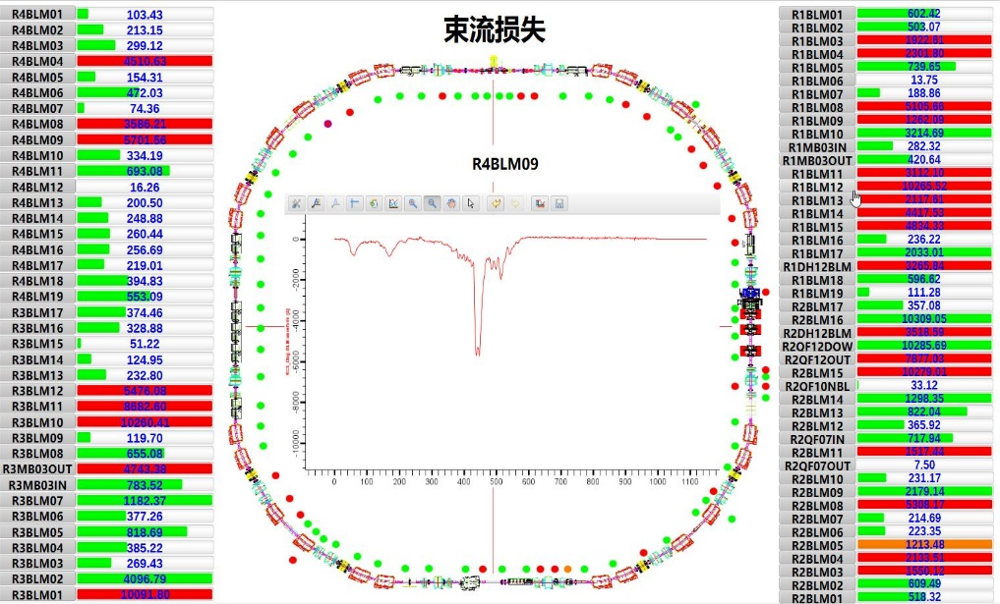 束流损失
R4BLM01 103.43
R4BLM02 213.15
R4BLM03 299.12
R4BLM04 4510.63
R4BLM05 154.31
R4BLM06 472.03
R4BLM07 74.36
R4BLM08 3586.21
R4BLM09 5701.56
R4BLM10 334.19
R4BLM11 693.08
R4BLM12 16.26
R4BLM13 200.50
R4BLM14 248.88
R4BLM15 260.44
R4BLM16 256.69
R4BLM17 219.01
R4BLM18 394.83
R4BLM19 553.09
R3BLM17 374.46
R3BLM16 328.88
R3BLM15 51.22
R3BLM14 124.95
R3BLM13 232.80
R3BLM12 5476.08
R3BLM11 8682.60
R3BLM10 10260.41
R3BLM09 119.70
R3BLM08 655.08
R3MB03OUT 4743.38
R3MB03IN 783.52
R3BLM07 1182.37
R3BLM06 377.26
R3BLM05 818.69
R3BLM04 385.22
R3BLM03 269.43
R3BLM02 4096.79
R3BLM01 10091.80
R4BLM09
0
-2000
-4000
-6000
-8000
-10000
0 100 200 300 400 500 600 700 800 900 1000 1100
R1BLM01 602.42
R1BLM02 503.07
R1BLM03 1922.61
R1BLM04 2301.80
R1BLM05 739.65
R1BLM06 13.75
R1BLM07 188.86
R1BLM08 5105.66
R1BLM09 1262.09
R1BLM10 3214.69
R1MB03IN 282.32
R1MB03OUT 420.64
R1BLM11 3112.10
R1BLM12 10265.52
R1BLM13 2117.61
R1BLM14 4417.53
R1BLM15 4834.33
R1BLM16 236.22
R1BLM17 2033.01
R1DH12BLM 3265.84
R1BLM18 596.62
R1BLM19 111.28
R2BLM17 357.08
R2BLM16 10309.05
R2DH12BLM 3518.59
R2QF12DOW 10285.69
R2QF12OUT 7877.03
R2BLM15 10279.01
R2QF10NBL 33.12
R2BLM14 1298.35
R2BLM13 822.04
R2BLM12 365.92
R2QF07IN 717.94
R2BLM11 1517.44
R2QF07OUT 7.50
R2BLM10 231.17
R2BLM09 2179.14
R2BLM08 5308.17
R2BLM07 214.69
R2BLM06 223.35
R2BLM05 1213.48
R2BLM04 2133.51
R2BLM03 1550.12
R2BLM02 609.49
R2BLM01 518.32